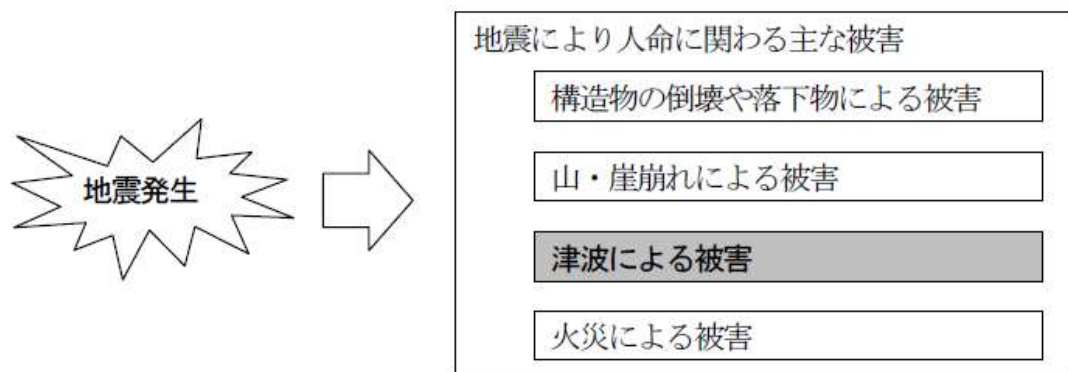 地震により人命に関わる主な被害
構造物の倒壊や落下物による被害
山・崖崩れによる被害
地震発生
津波による被害
火災による被害